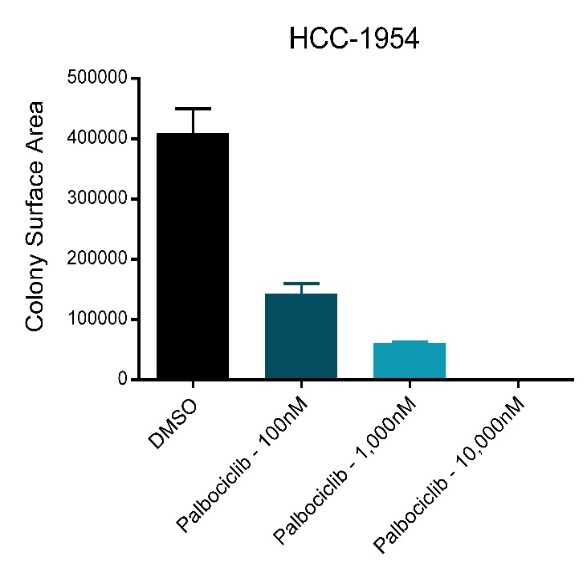 HCC-1954
Colony Surface Area
500000
400000
300000
200000
100000
0
DMSO
Palbociclib - 100nM
Palbociclib - 1,000nM
Palbociclib - 10,000nM